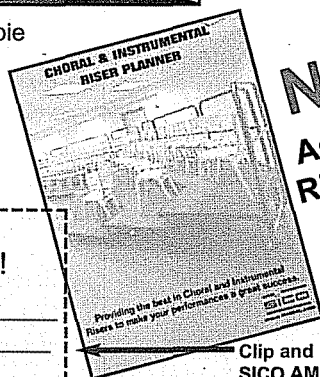 pie
CHORAL & INSTRUMENTAL
RISER PLANNER
Providing the best in Choral and Instrumental
Risers to make your performances a great success.
SICO
N
A
R
!
Clip and
SICO AM